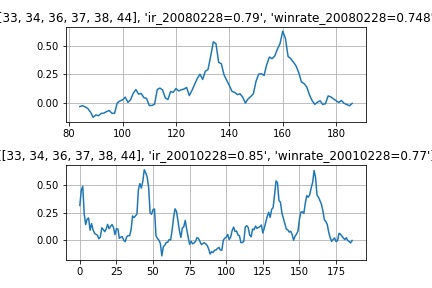 [33, 34, 36, 37, 38, 44], 'ir_20080228=0.79', 'winrate_20080228=0.748'
0.50
0.25
0.00
80 100 120 140 160 180
[[33, 34, 36, 37, 38, 44], 'ir_20010228=0.85', 'winrate_20010228=0.77']
0.50
0.25
0.00
0 25 50 75 100 125 150 175